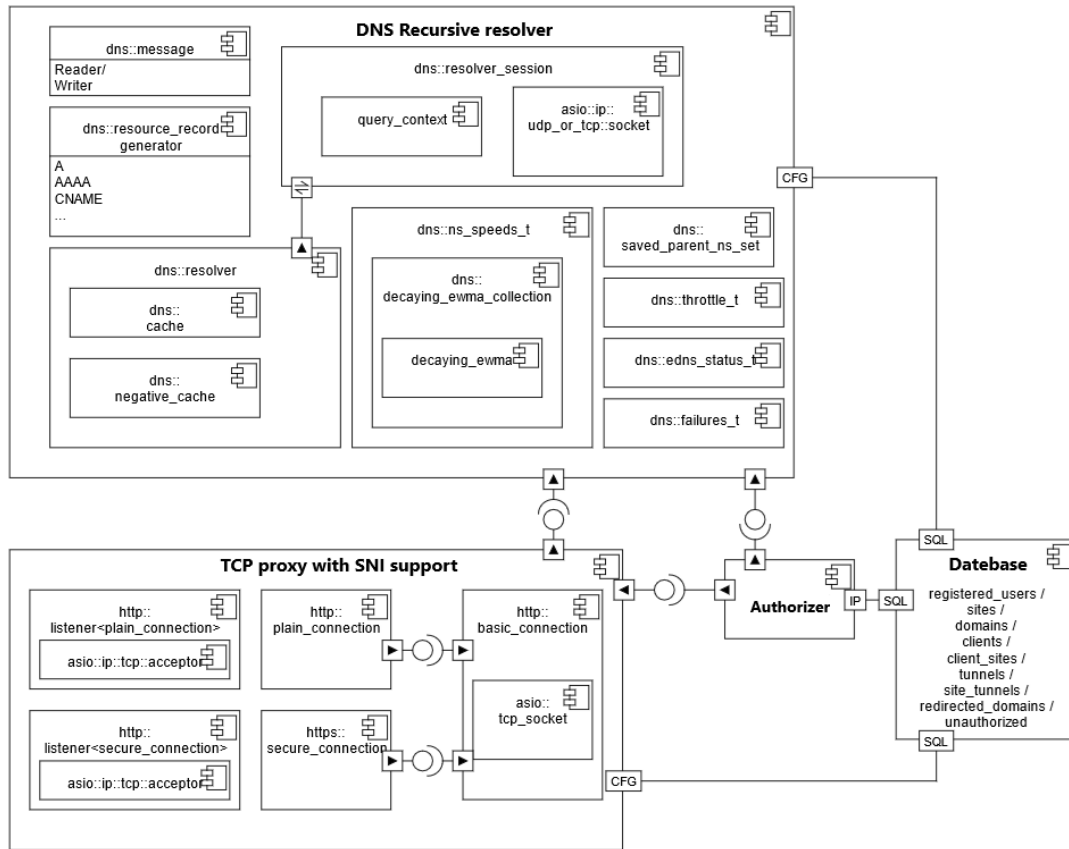 DNS Recursive resolver
dns::message
Reader/
Writer
dns::resource_record
generator
A
AAAA
CNAME
...
dns::resolver_session
query_context
asio::ip::
udp_or_tcp::socket
CFG
dns::resolver
dns::
cache
dns::
negative_cache
dns::ns_speeds_t
dns::
decaying_ewma_collection
decaying_ewma
dns::
saved_parent_ns_set
dns::throttle_t
dns::edns_status_t
dns::failures_t
TCP proxy with SNI support
http::
listener<plain_connection>
asio::ip::tcp::acceptor
http::
plain_connection
http::
basic_connection
asio::
tcp_socket
http::
listener<secure_connection>
asio::ip::tcp::acceptor
https::
secure_connection
CFG
Authorizer
IP
SQL
SQL
Datebase
registered_users /
sites /
domains /
clients /
client_sites /
tunnels /
site_tunnels /
redirected_domains /
unauthorized
SQL